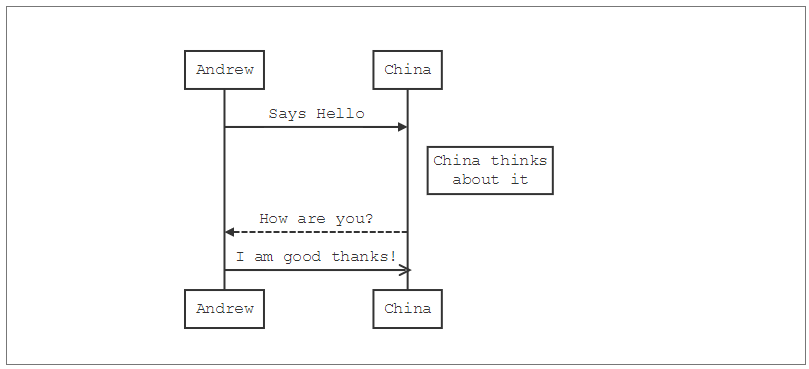 Andrew
China
Says Hello
China thinks
about it
How are you?
I am good thanks!
Andrew
China